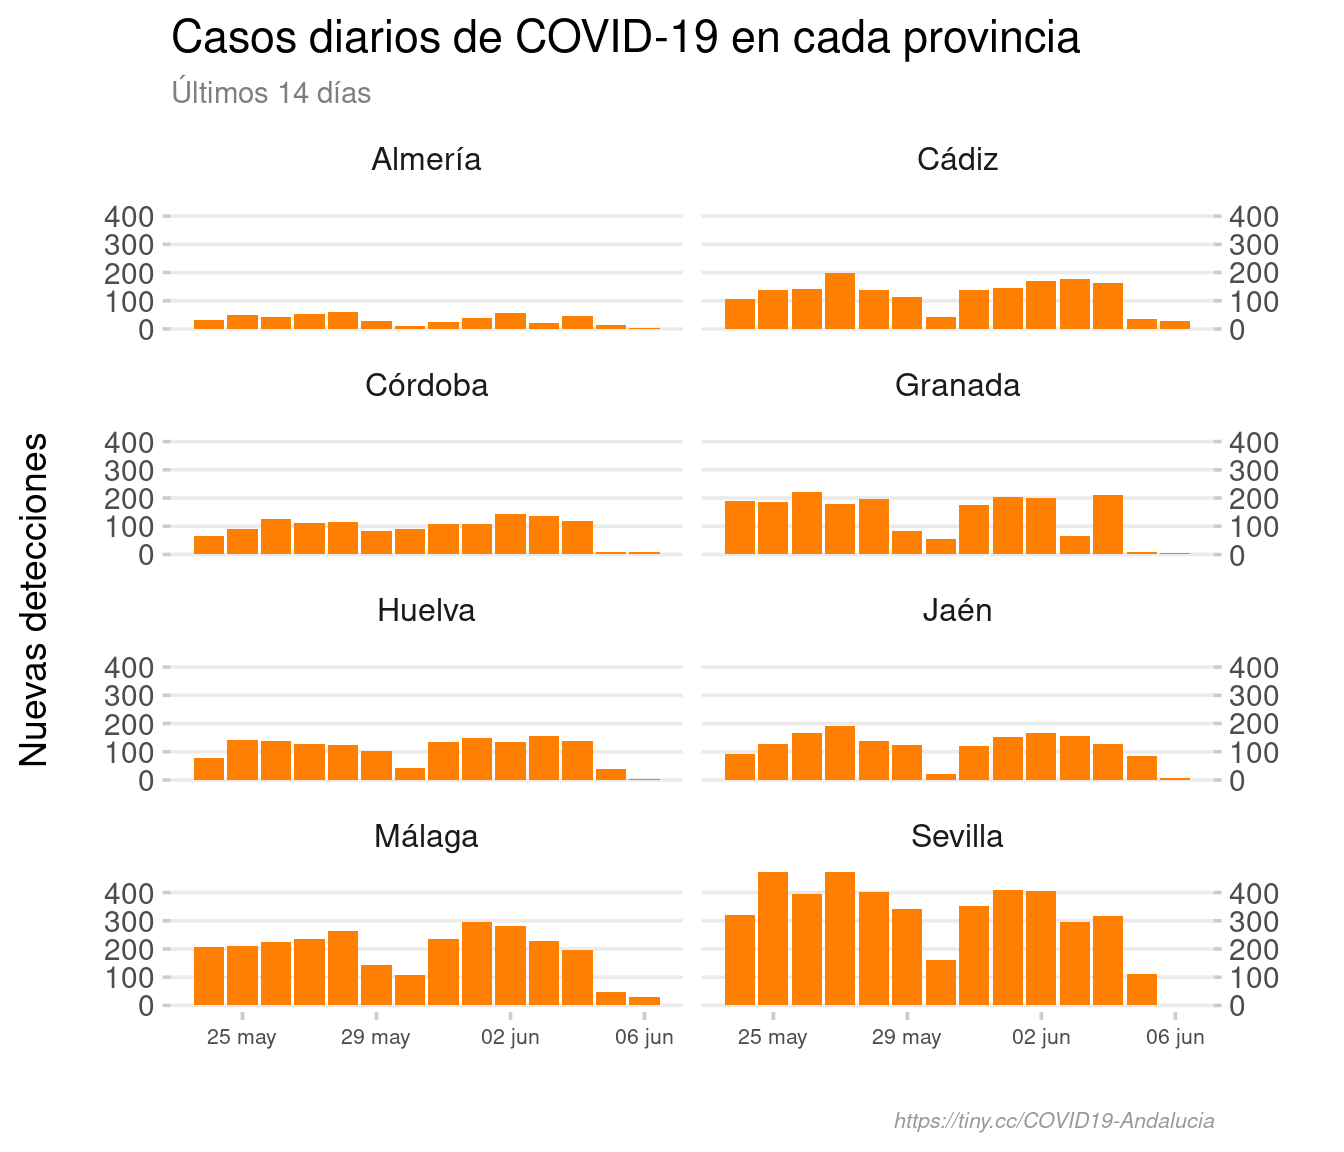 Casos diarios de COVID-19 en cada provincia
Últimos 14 días
Nuevas detecciones
Almería
Cádiz
400
300
200
100
0
400
300
200
100
0
Córdoba
Granada
400
300
200
100
0
400
300
200
100
0
Huelva
Jaén
400
300
200
100
0
400
300
200
100
0
Málaga
Sevilla
400
300
200
100
0
400
300
200
100
0
25 may 29 may 02 jun 06 jun
25 may 29 may 02 jun 06 jun
https://tiny.cc/COVID19-Andalucia